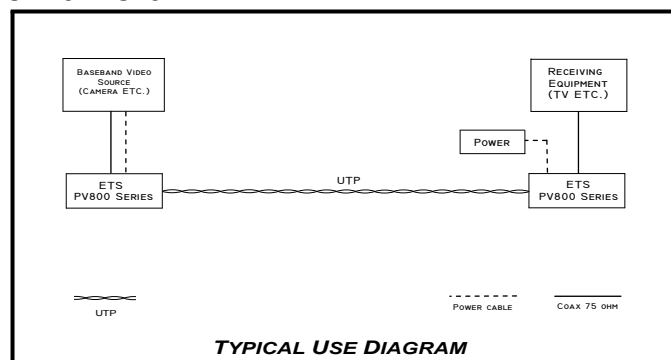 BASEBAND VIDEO
SOURCE
(CAMERA ETC.)
RECEIVING
EQUIPMENT
(TV ETC.)
POWER
ETS
PV800 SERIES
UTP
ETS
PV800 SERIES
UTP
POWER CABLE
COAX 75 OHM
TYPICAL USE DIAGRAM